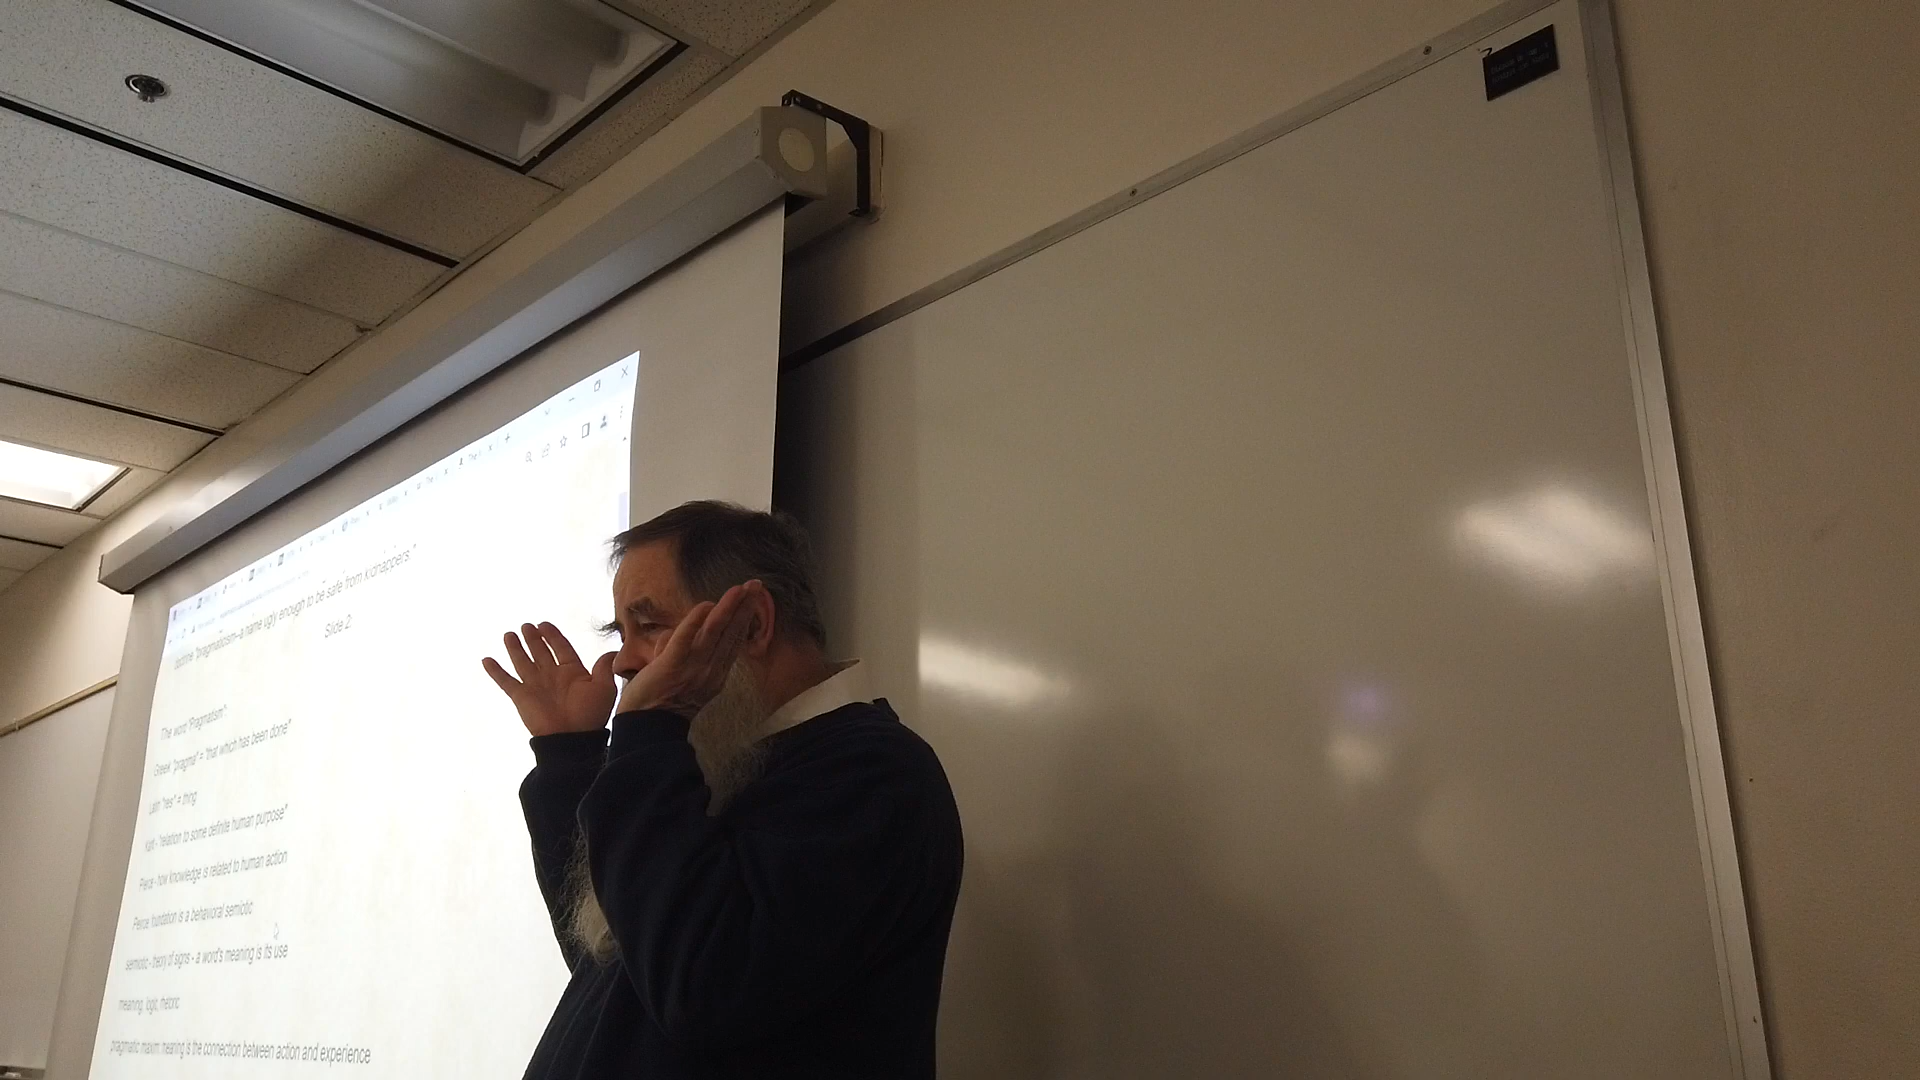 "pragmaticism–a name ugly enough to be safe from kidnappers."
Slide 2:
The word "Pragmatism":
Greek "pragma" = "that which has been done"
Latin "res" = thing
Kant - "relation to some definite human purpose"
Peirce - how knowledge is related to human action
Peirce foundation is a behavioral semiotic
semiotic - theory of signs - a word's meaning is its use
meaning, logic, rhetoric
pragmatic maxim: meaning is the connection between action and experience